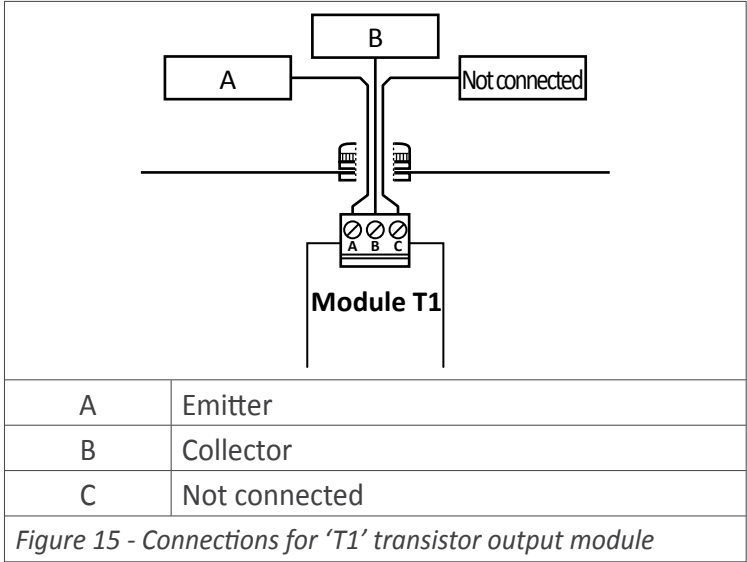 B
A
Not connected
A B C
Module T1
A Emitter
B Collector
C Not connected
Figure 15 - Connections for ‘T1’ transistor output module